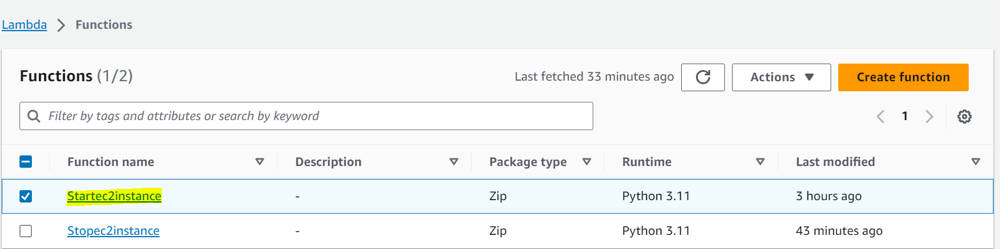 Lambda > Functions
Functions (1/2) Last fetched 33 minutes ago Actions Create function
Filter by tags and attributes or search by keyword 1
Function name Description Package type Runtime Last modified
Startec2instance - Zip Python 3.11 3 hours ago
Stopec2instance - Zip Python 3.11 43 minutes ago